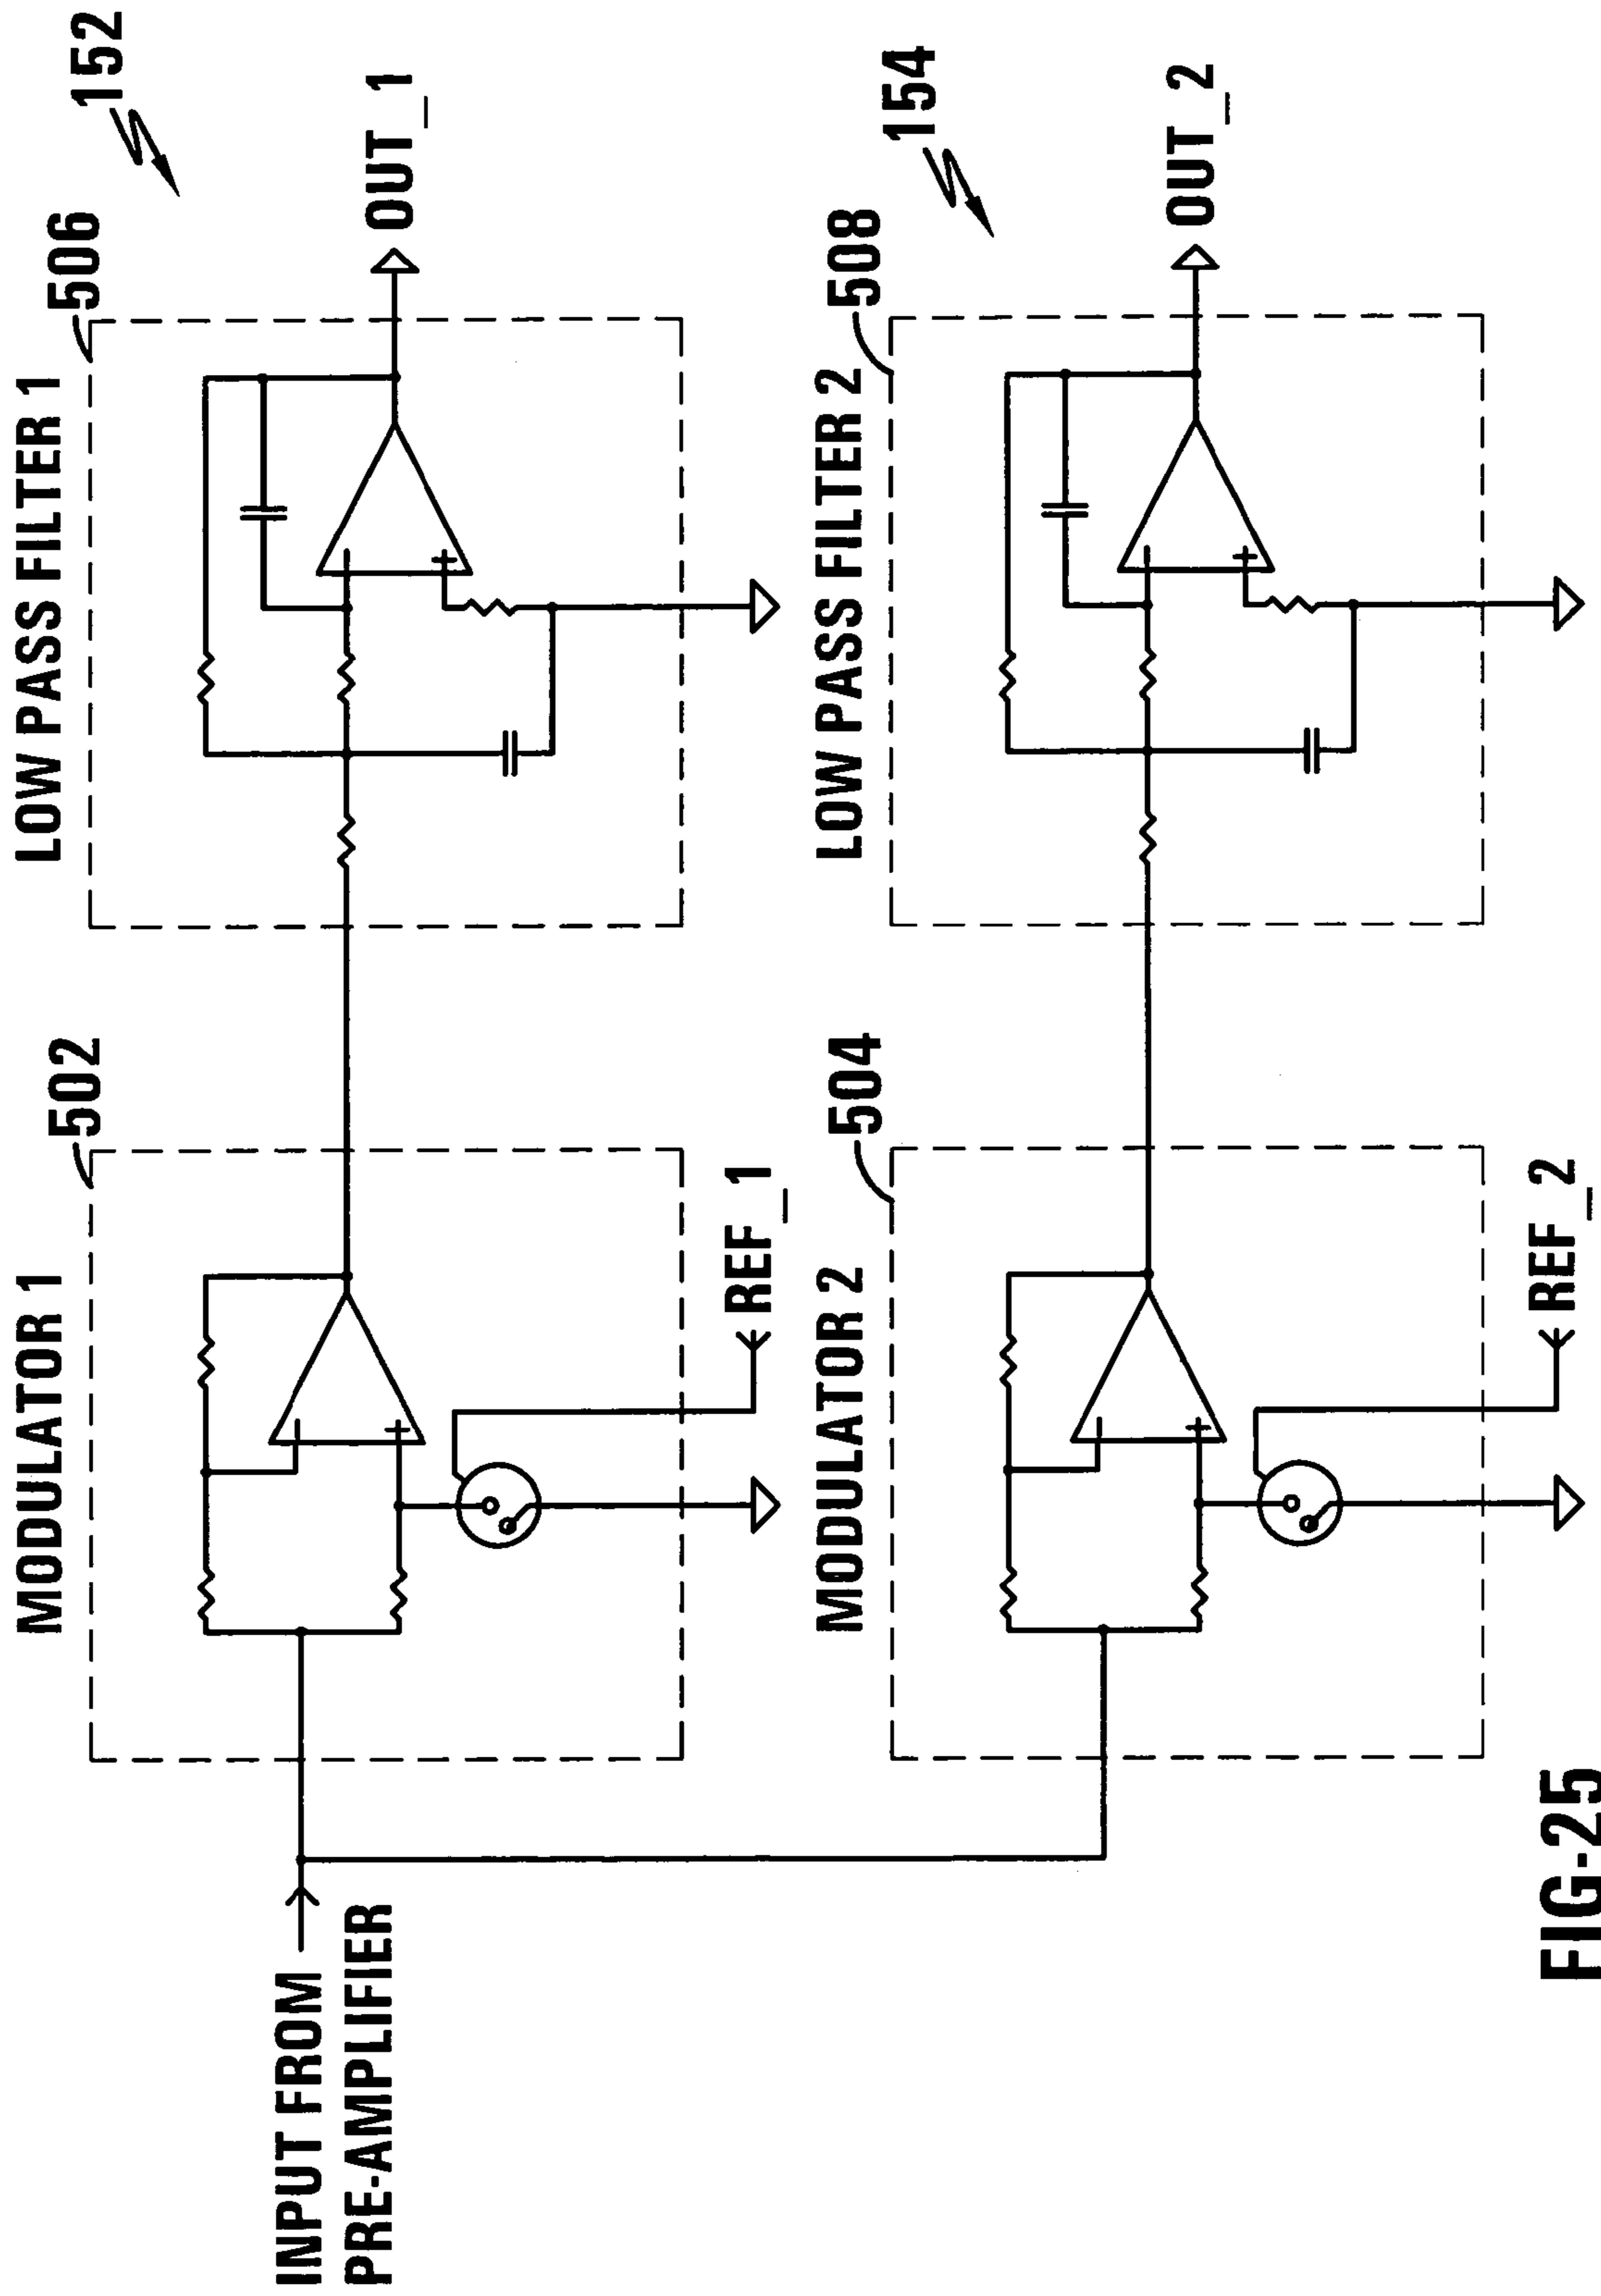 152
MODULATOR 1
502
LOW PASS FILTER 1
506
INPUT FROM
PRE-AMPLIFIER
OUT_1
REF_1
154
MODULATOR 2
504
LOW PASS FILTER 2
508
OUT_2
REF_2
FIG-25